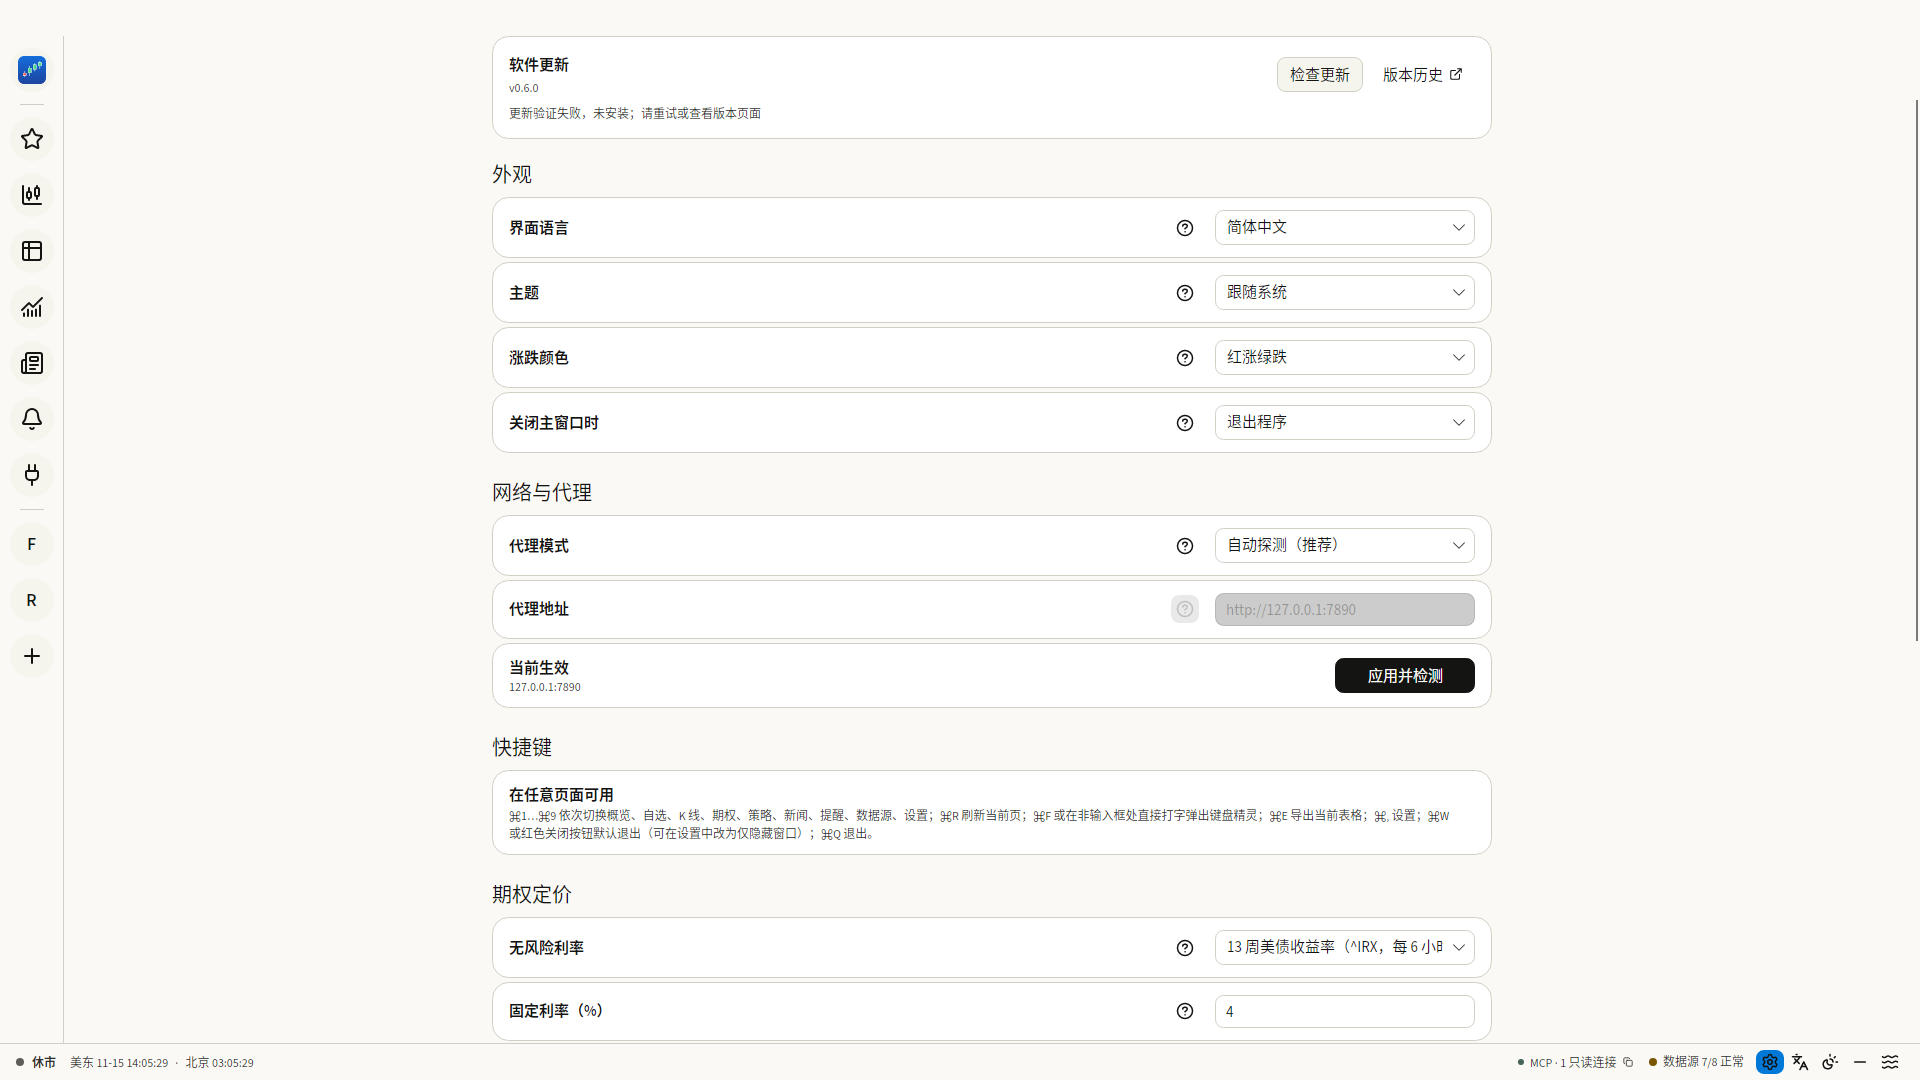 软件更新
v0.6.0
更新验证失败，未安装；请重试或查看版本页面
检查更新
版本历史
外观
界面语言
简体中文
主题
跟随系统
涨跌颜色
红涨绿跌
关闭主窗口时
退出程序
网络与代理
代理模式
自动探测（推荐）
代理地址
http://127.0.0.1:7890
当前生效
127.0.0.1:7890
应用并检测
快捷键
在任意页面可用
⌘1…⌘9 依次切换概览、自选、K 线、期权、策略、新闻、提醒、数据源、设置；⌘R 刷新当前页；⌘F 或在非输入框处直接打字弹出键盘精灵；⌘E 导出当前表格；⌘, 设置；⌘W
或红色关闭按钮默认退出（可在设置中改为仅隐藏窗口）；⌘Q 退出。
期权定价
无风险利率
13 周美债收益率（^IRX，每 6 小
固定利率（%）
4
F
R
休市 美东 11-15 14:05:29 · 北京 03:05:29
MCP · 1 只读连接
数据源 7/8 正常